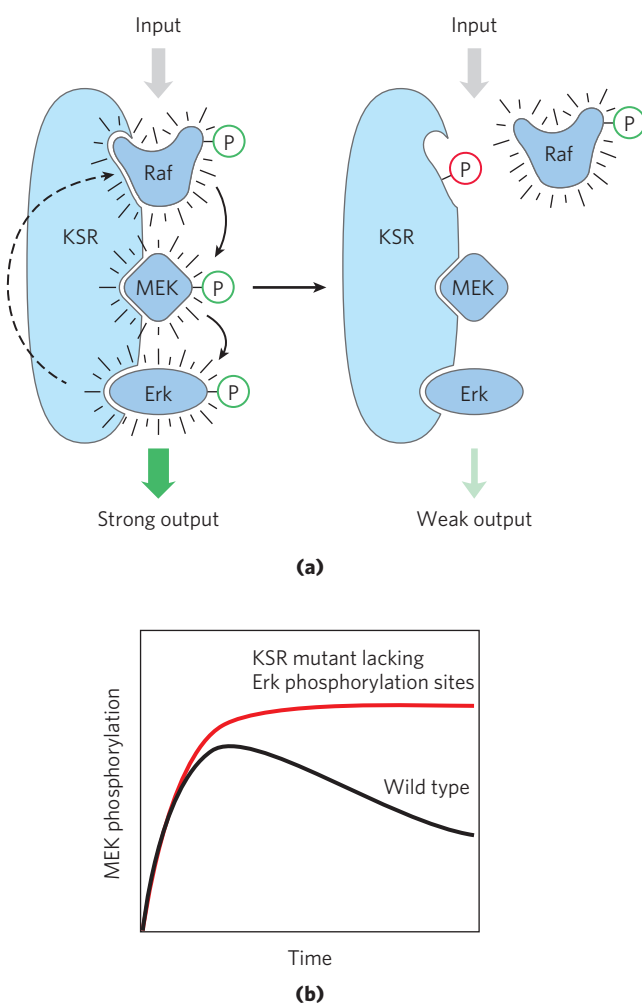 Input
Input
P
Raf
P
Raf
P
KSR
KSR
MEK
P
MEK
Erk
P
Erk
Strong output
Weak output
(a)
KSR mutant lacking
Erk phosphorylation sites
Wild type
MEK phosphorylation
Time
(b)